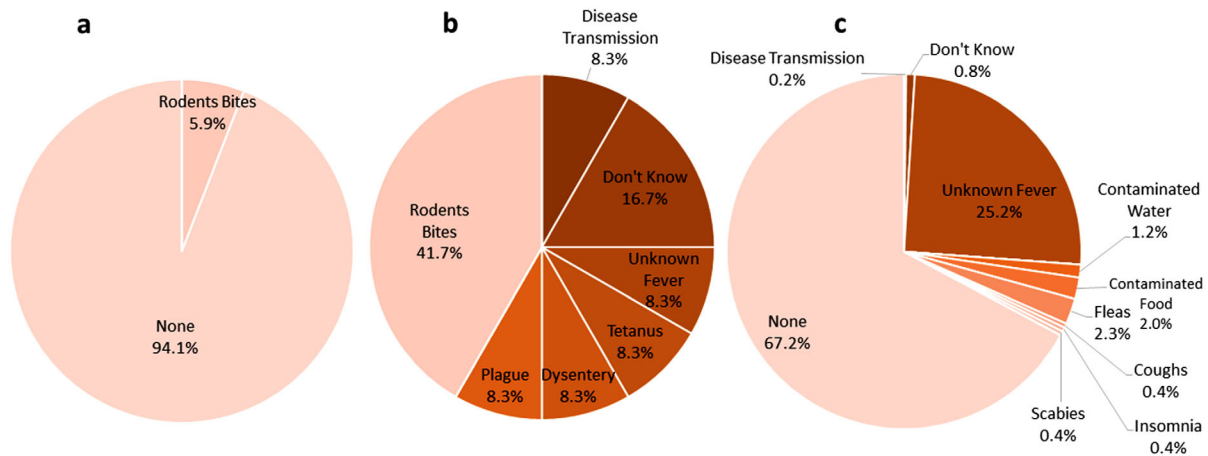 a
Rodents Bites
5.9%
None
94.1%
b
Disease
Transmission
8.3%
Don't Know
16.7%
Unknown
Fever
8.3%
Tetanus
8.3%
Dysentery
8.3%
Plague
8.3%
Rodents
Bites
41.7%
c
Disease Transmission
0.2%
Don't Know
0.8%
Unknown Fever
25.2%
Contaminated
Water
1.2%
Contaminated
Food
2.0%
Fleas
2.3%
Coughs
0.4%
Insomnia
0.4%
Scabies
0.4%
None
67.2%